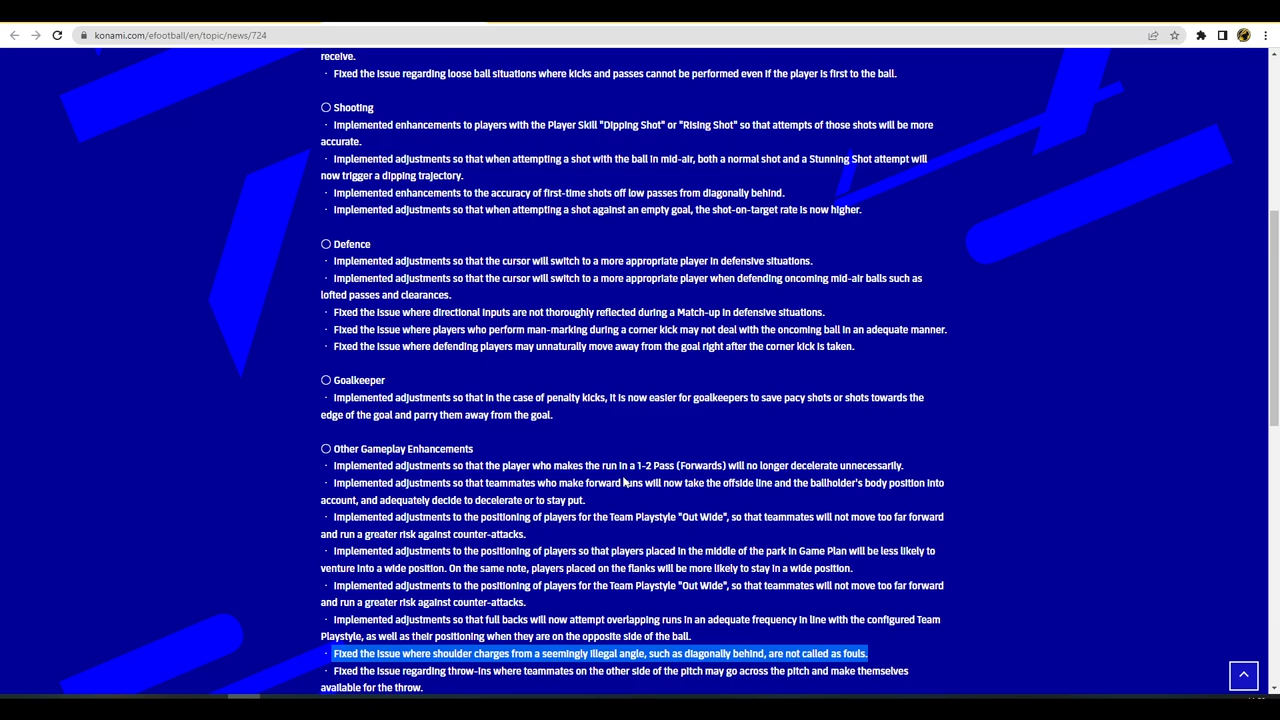 konami.com/efootball/en/topic/news/724
receive.
・ Fixed the issue regarding loose ball situations where kicks and passes cannot be performed even if the player is first to the ball.
○ Shooting
・ Implemented enhancements to players with the Player Skill "Dipping Shot" or "Rising Shot" so that attempts of those shots will be more
accurate.
・ Implemented adjustments so that when attempting a shot with the ball in mid-air, both a normal shot and a Stunning Shot attempt will
now trigger a dipping trajectory.
・ Implemented enhancements to the accuracy of first-time shots off low passes from diagonally behind.
・ Implemented adjustments so that when attempting a shot against an empty goal, the shot-on-target rate is now higher.
○ Defence
・ Implemented adjustments so that the cursor will switch to a more appropriate player in defensive situations.
・ Implemented adjustments so that the cursor will switch to a more appropriate player when defending oncoming mid-air balls such as
lofted passes and clearances.
・ Fixed the issue where directional inputs are not thoroughly reflected during a Match-up in defensive situations.
・ Fixed the issue where players who perform man-marking during a corner kick may not deal with the oncoming ball in an adequate manner.
・ Fixed the issue where defending players may unnaturally move away from the goal right after the corner kick is taken.
○ Goalkeeper
・ Implemented adjustments so that in the case of penalty kicks, it is now easier for goalkeepers to save pacy shots or shots towards the
edge of the goal and parry them away from the goal.
○ Other Gameplay Enhancements
・ Implemented adjustments so that the player who makes the run in a 1-2 Pass (Forwards) will no longer decelerate unnecessarily.
・ Implemented adjustments so that teammates who make forward runs will now take the offside line and the ballholder's body position into
account, and adequately decide to decelerate or to stay put.
・ Implemented adjustments to the positioning of players for the Team Playstyle "Out Wide", so that teammates will not move too far forward
and run a greater risk against counter-attacks.
・ Implemented adjustments to the positioning of players so that players placed in the middle of the park in Game Plan will be less likely to
venture into a wide position. On the same note, players placed on the flanks will be more likely to stay in a wide position.
・ Implemented adjustments to the positioning of players for the Team Playstyle "Out Wide", so that teammates will not move too far forward
and run a greater risk against counter-attacks.
・ Implemented adjustments so that full backs will now attempt overlapping runs in an adequate frequency in line with the configured Team
Playstyle, as well as their positioning when they are on the opposite side of the ball.
・ Fixed the issue where shoulder charges from a seemingly illegal angle, such as diagonally behind, are not called as fouls.
・ Fixed the issue regarding throw-ins where teammates on the other side of the pitch may go across the pitch and make themselves
available for the throw.